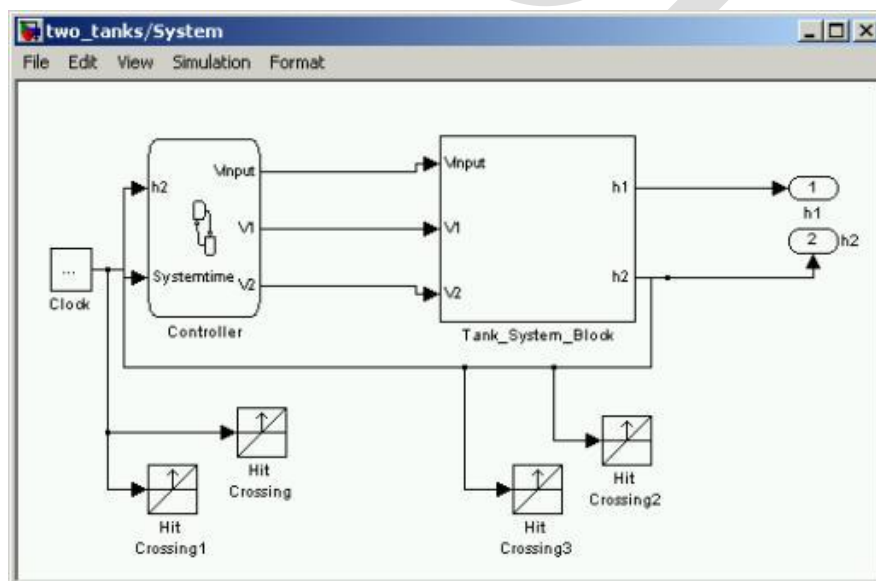 two_tanks/System
File Edit View Simulation Format
h2
Systemtime
VInput
V1
V2
Controller
...
Clock
VInput
V1
V2
h1
h2
Tank_System_Block
1
h1
2
h2
Hit
Crossing
Hit
Crossing1
Hit
Crossing2
Hit
Crossing3